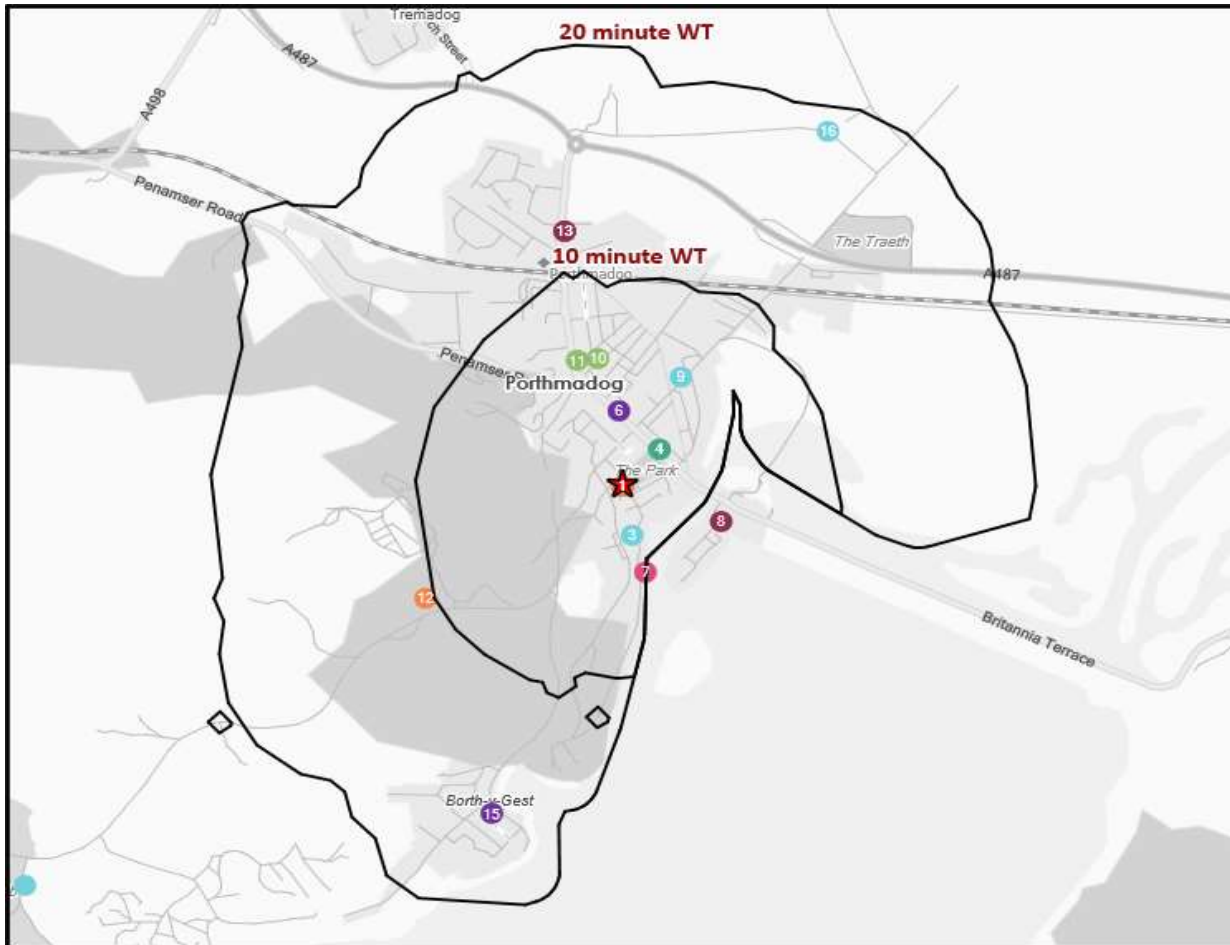 Tremadog
20 minute WT
A487
A498
16
Penamser Road
13
The Traeth
10 minute WT
Porthmadog
A487
11
10
9
Porthmadog
6
4
The Park
1
8
3
7
12
Britannia Terrace
Borth-y-Gest
15